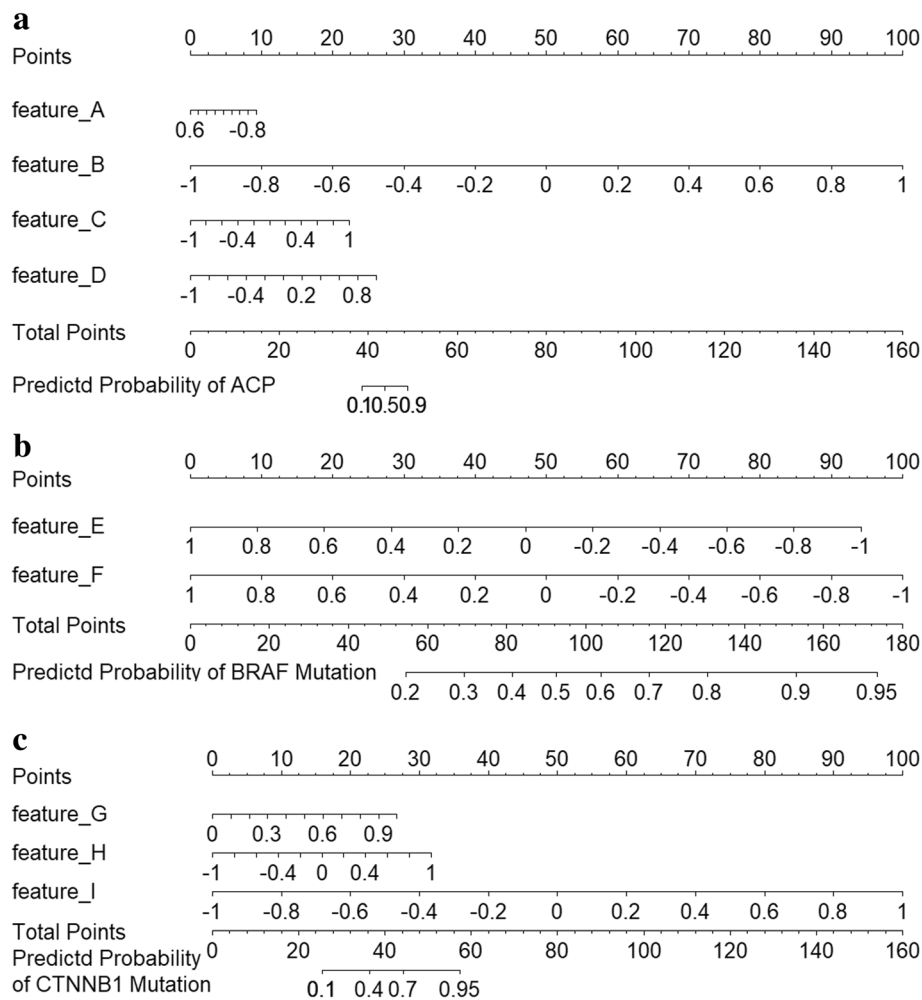 a
0 10 20 30 40 50 60 70 80 90 100
Points
feature_A
0.6 -0.8
feature_B
-1 -0.8 -0.6 -0.4 -0.2 0 0.2 0.4 0.6 0.8 1
feature_C
-1 -0.4 0.4 1
feature_D
-1 -0.4 0.2 0.8
Total Points
0 20 40 60 80 100 120 140 160
Predictd Probability of ACP
0.10.50.9
b
0 10 20 30 40 50 60 70 80 90 100
Points
feature_E
1 0.8 0.6 0.4 0.2 0 -0.2 -0.4 -0.6 -0.8 -1
feature_F
1 0.8 0.6 0.4 0.2 0 -0.2 -0.4 -0.6 -0.8 -1
Total Points
0 20 40 60 80 100 120 140 160 180
Predictd Probability of BRAF Mutation
0.2 0.3 0.4 0.5 0.6 0.7 0.8 0.9 0.95
c
0 10 20 30 40 50 60 70 80 90 100
Points
feature_G
0 0.3 0.6 0.9
feature_H
-1 -0.4 0 0.4 1
feature_I
-1 -0.8 -0.6 -0.4 -0.2 0 0.2 0.4 0.6 0.8 1
Total Points
0 20 40 60 80 100 120 140 160
Predictd Probability
of CTNNB1 Mutation
0.1 0.4 0.7 0.95